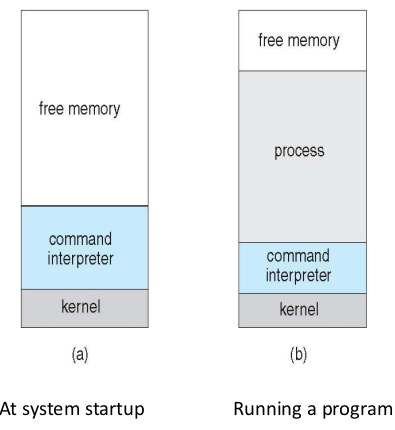 free memory
command
interpreter
kernel
(a)
At system startup
free memory
process
command
interpreter
kernel
(b)
Running a program